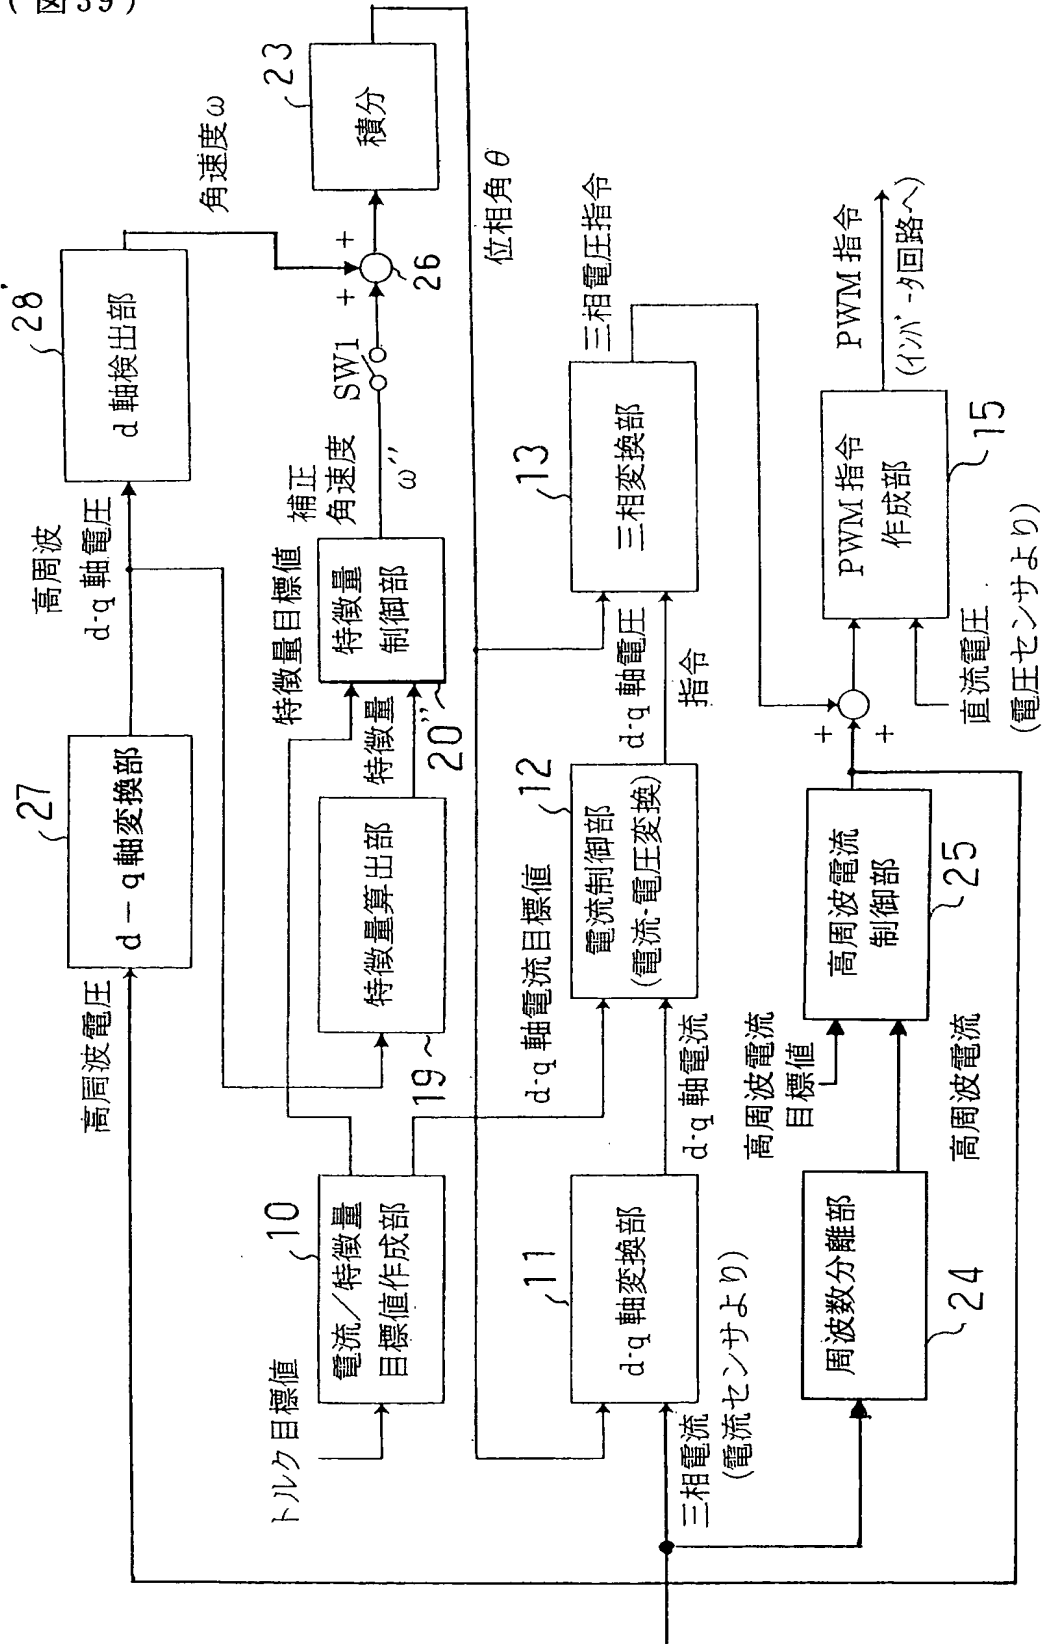 (図39)
高周波電圧
27
d−q軸変換部
高周波
d-q軸電圧
28'
d軸検出部
角速度ω
トルク目標値
10
電流/特徴量
目標値作成部
19
特徴量算出部
特徴量目標値
特徴量
20''
特徴量
制御部
補正
角速度
ω''
SW1
+
+
26
23
積分
位相角θ
三相電流
(電流センサより)
11
d-q軸変換部
d-q軸電流目標値
d-q軸電流
12
電流制御部
(電流-電圧変換)
d-q軸電圧
指令
13
三相変換部
三相電圧指令
24
周波数分離部
高周波電流
目標値
高周波電流
25
高周波電流
制御部
+
+
直流電圧
(電圧センサより)
15
PWM指令
作成部
PWM指令
(インバータ回路へ)